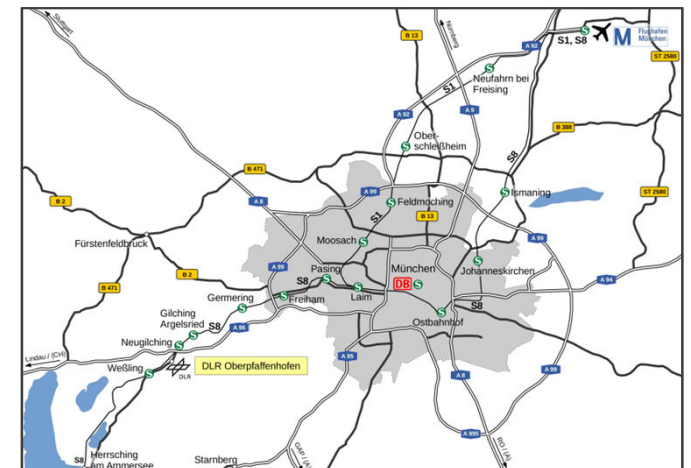 Stuttgart
B 13
Nürnberg
A 92
S1, S8
M Flughafen
München
ST 2580
Neufahrn bei
Freising
S1
A 92
A 9
B 388
Ober-
schleißheim
S8
B 471
B 2
A 8
A 99
Ismaning
ST 2580
Feldmoching
S1
B 13
Fürstenfeldbruck
Moosach
A 99
B 2
A 99
Pasing
München
Johanneskirchen
A 94
B 471
S8
DB
Germering
Freiham
Laim
S8
Gilching
Argelsried
S8
A 96
Ostbahnhof
Neugilching
Lindau / (CH)
A 95
Weßling
DLR
DLR Oberpfaffenhofen
A 8
A 99
A 995
S8
Herrsching
am Ammersee
Starnberg
GAP / (A)
RO / (A)